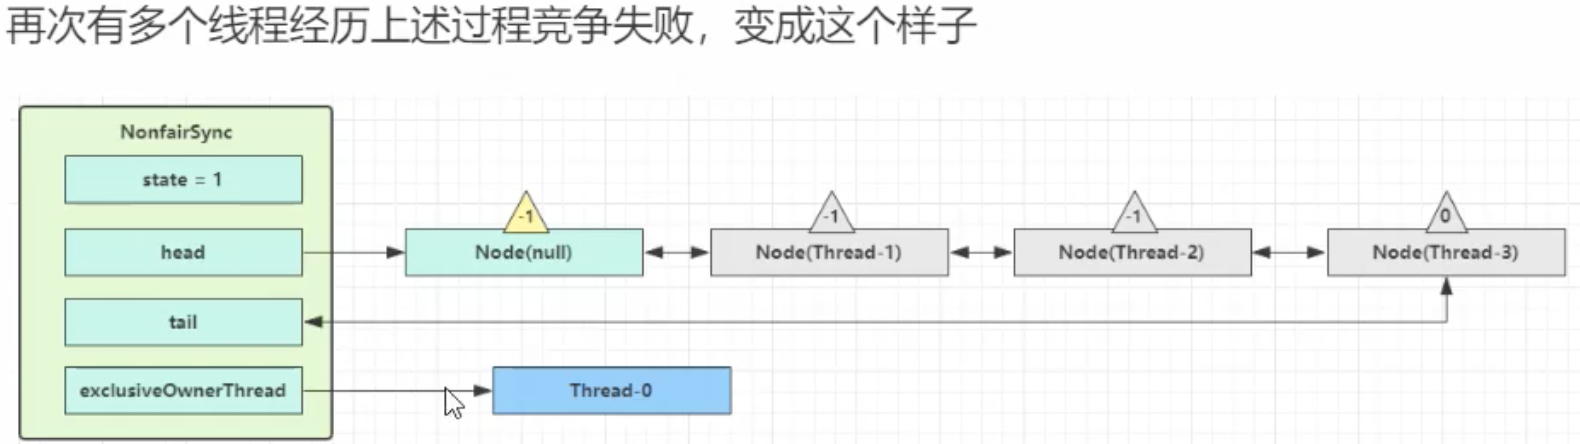 再次有多个线程经历上述过程竞争失败，变成这个样子
NonfairSync
state = 1
head
tail
exclusiveOwnerThread
-1
Node(null)
-1
Node(Thread-1)
-1
Node(Thread-2)
0
Node(Thread-3)
Thread-0